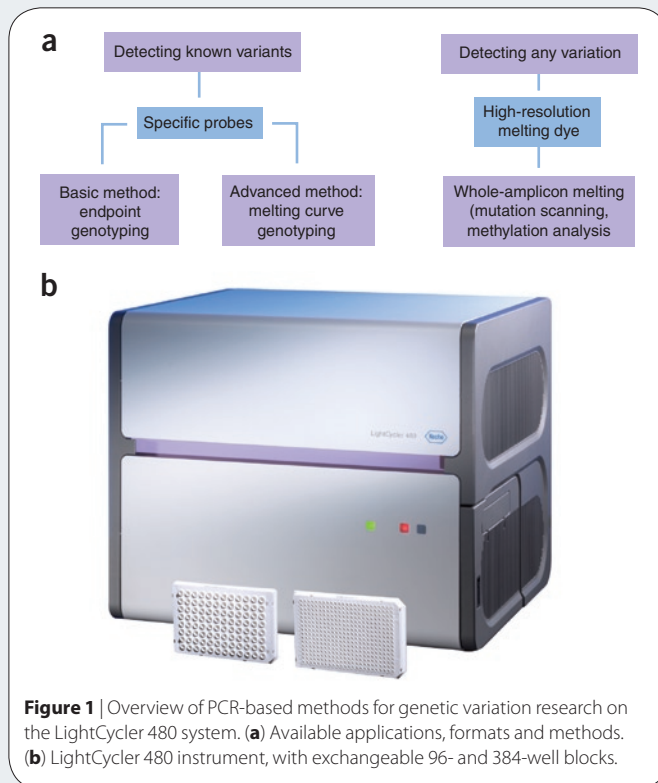 a
Detecting known variants
Detecting any variation
Specific probes
High-resolution
melting dye
Basic method:
endpoint
genotyping
Advanced method:
melting curve
genotyping
Whole-amplicon melting
(mutation scanning,
methylation analysis
b
LightCycler 480
Roche
Figure 1 | Overview of PCR-based methods for genetic variation research on
the LightCycler 480 system. (a) Available applications, formats and methods.
(b) LightCycler 480 instrument, with exchangeable 96- and 384-well blocks.